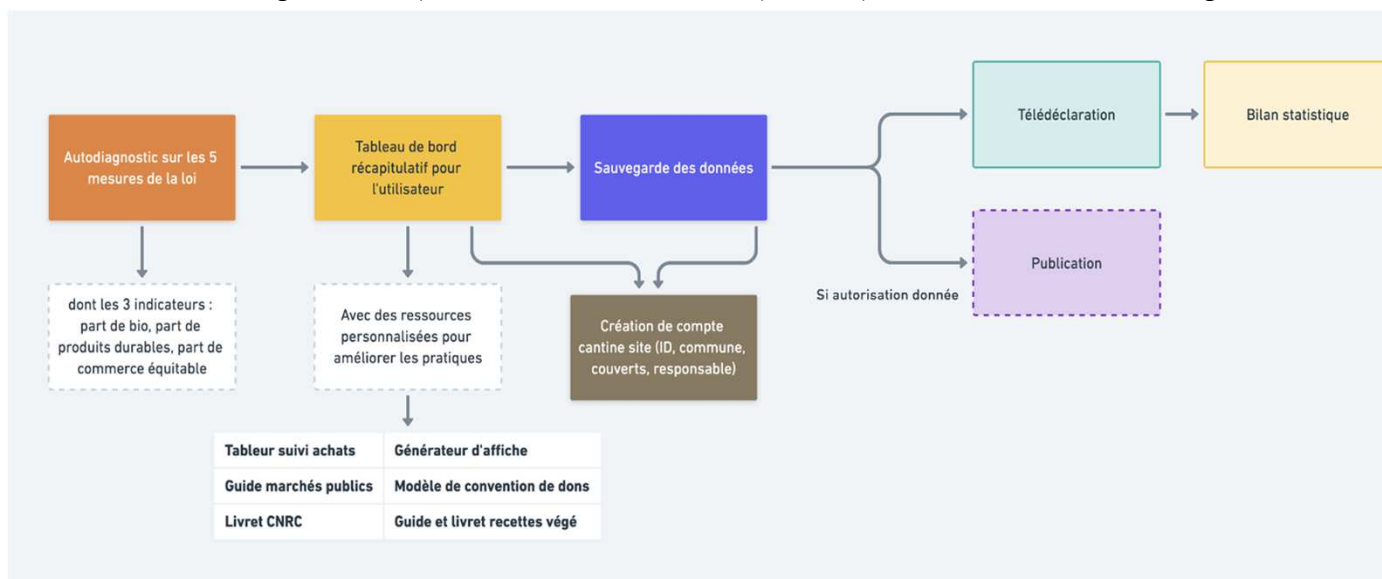 Autodiagnostic sur les 5
mesures de la loi
Tableau de bord
récapitulatif pour
l'utilisateur
Sauvegarde des données
Télédéclaration
Bilan statistique
Publication
Si autorisation donnée
dont les 3 indicateurs :
part de bio, part de
produits durables, part de
commerce équitable
Avec des ressources
personnalisées pour
améliorer les pratiques
Création de compte
cantine site (ID, commune,
couverts, responsable)
Tableur suivi achats
Générateur d'affiche
Guide marchés publics
Modèle de convention de dons
Livret CNRC
Guide et livret recettes végé